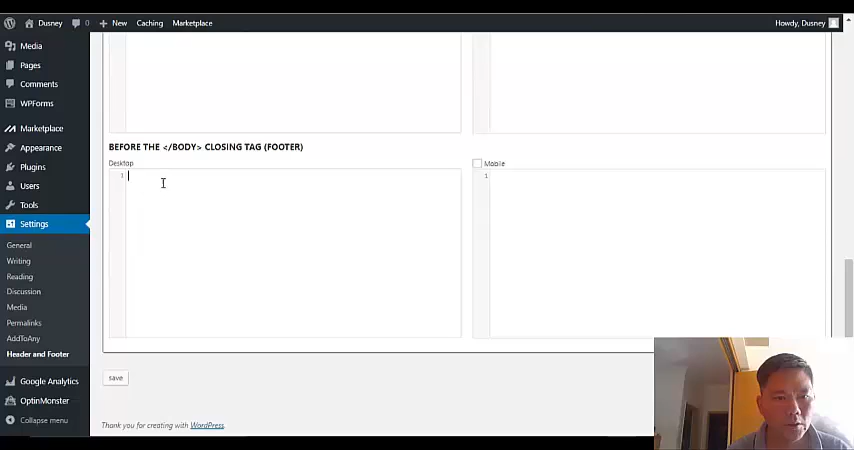 Dusney 0 + New Caching Marketplace Howdy, Dusney
Media
Pages
Comments
WPForms
Marketplace
Appearance
Plugins
Users
Tools
Settings
General
Writing
Reading
Discussion
Media
Permalinks
AddToAny
Header and Footer
Google Analytics
OptinMonster
Collapse menu
BEFORE THE </BODY> CLOSING TAG (FOOTER)
Desktop
Mobile
1
1
save
Thank you for creating with WordPress.